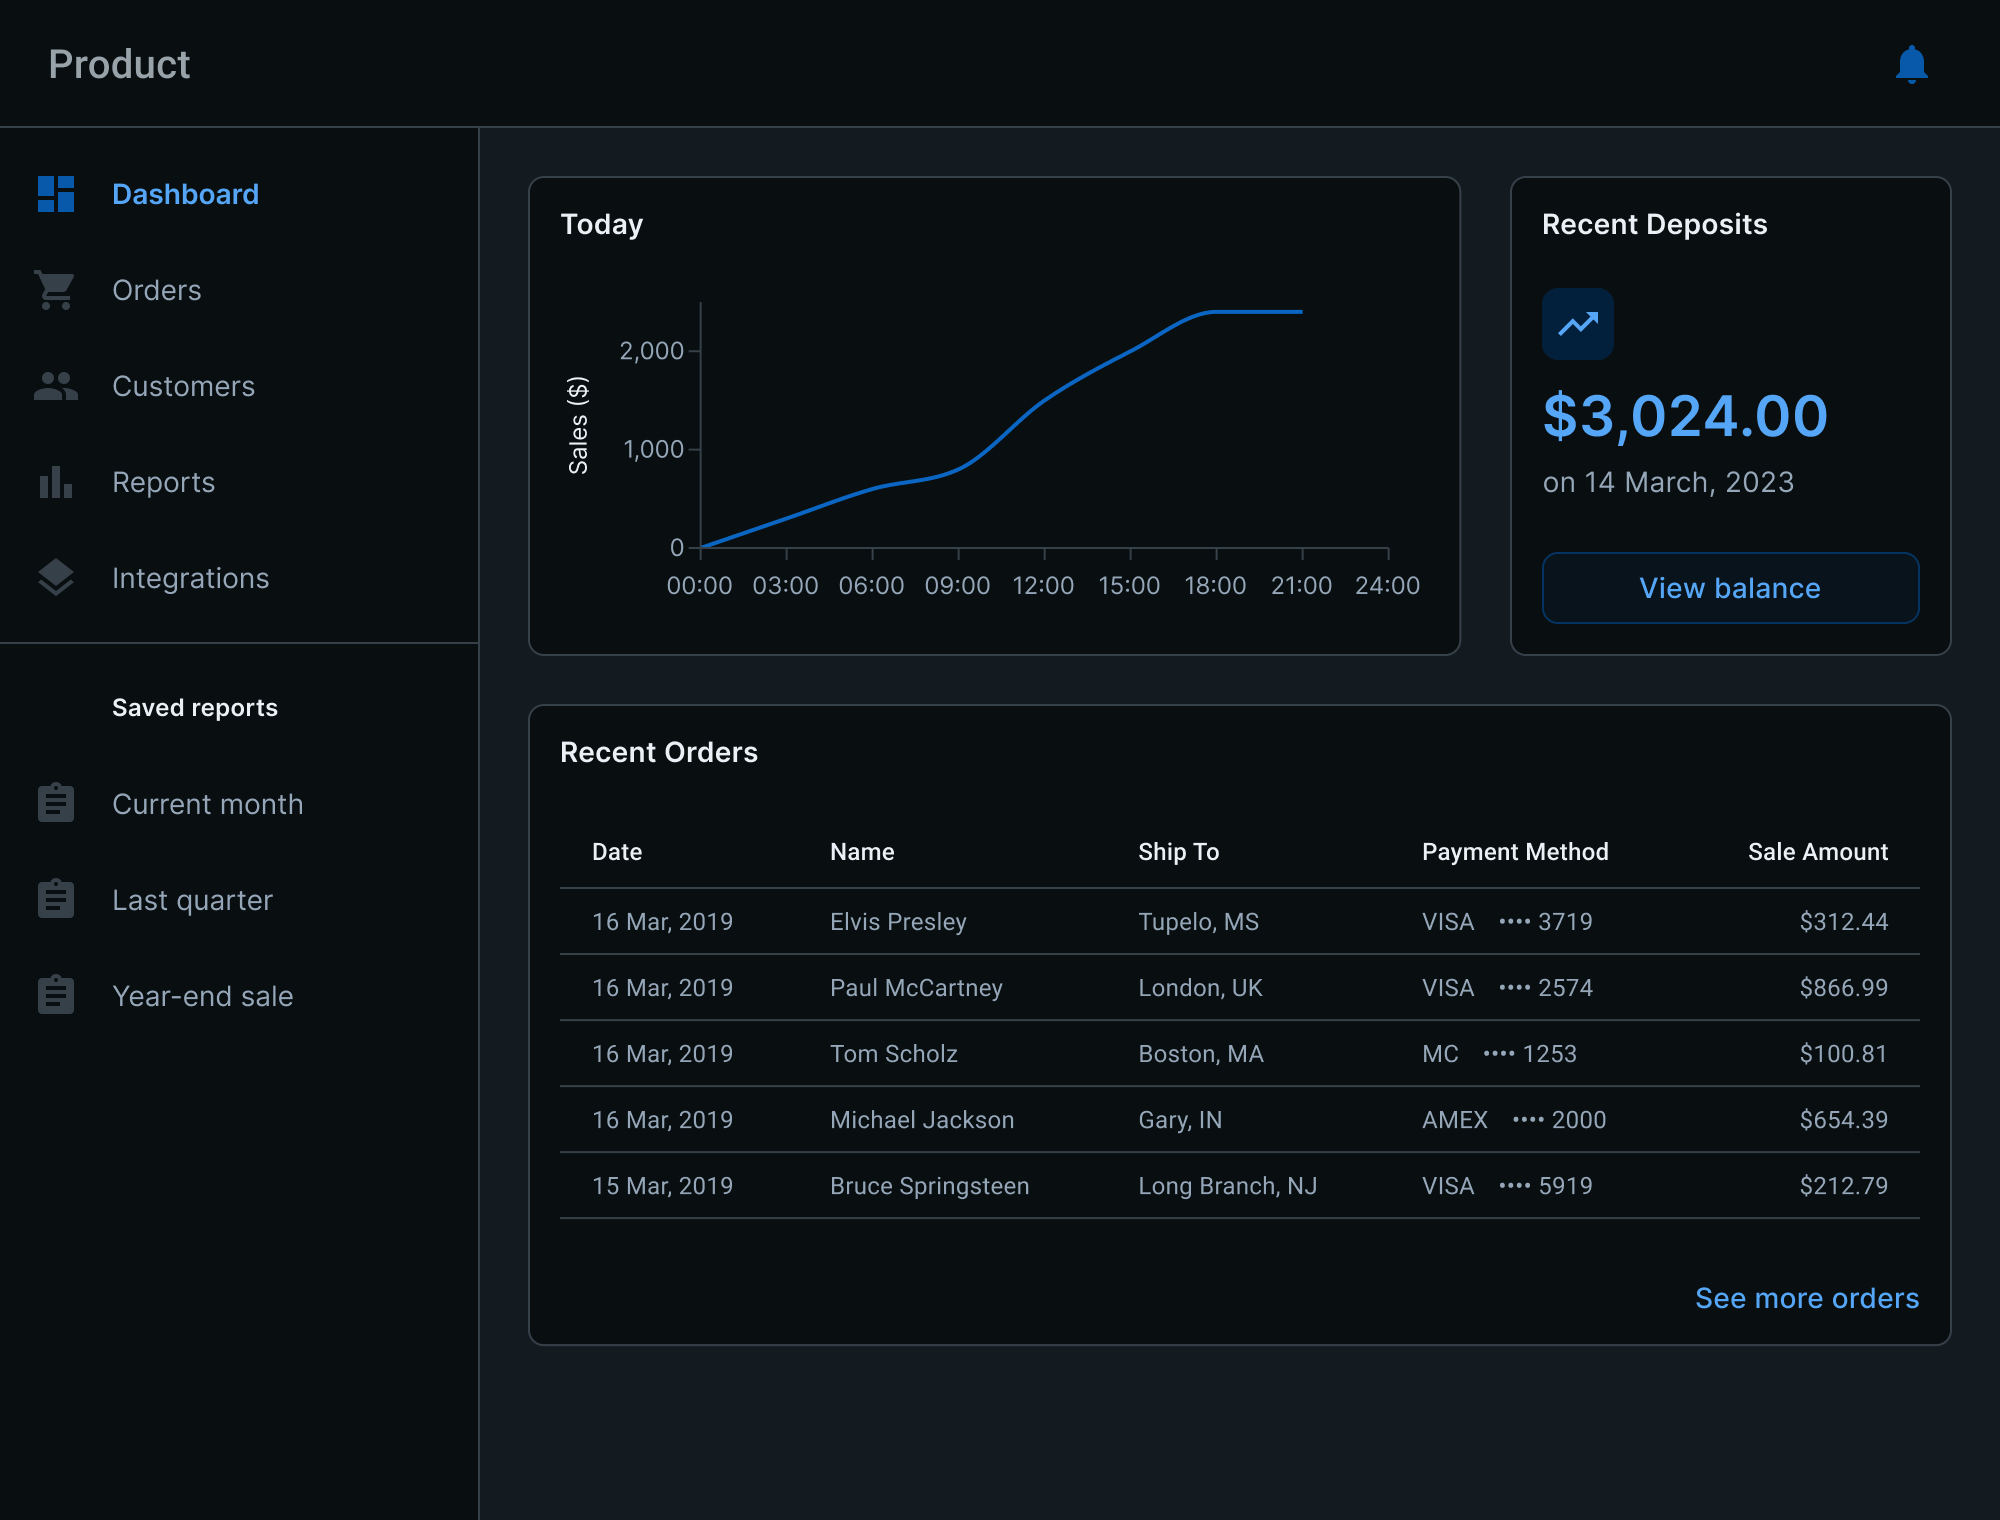 Product
Dashboard
Orders
Customers
Reports
Integrations
Saved reports
Current month
Last quarter
Year-end sale
Today
Sales ($)
2,000
1,000
0
00:00 03:00 06:00 09:00 12:00 15:00 18:00 21:00 24:00
Recent Deposits
$3,024.00
on 14 March, 2023
View balance
Recent Orders
Date Name Ship To Payment Method Sale Amount
16 Mar, 2019 Elvis Presley Tupelo, MS VISA •••• 3719 $312.44
16 Mar, 2019 Paul McCartney London, UK VISA •••• 2574 $866.99
16 Mar, 2019 Tom Scholz Boston, MA MC •••• 1253 $100.81
16 Mar, 2019 Michael Jackson Gary, IN AMEX •••• 2000 $654.39
15 Mar, 2019 Bruce Springsteen Long Branch, NJ VISA •••• 5919 $212.79
See more orders